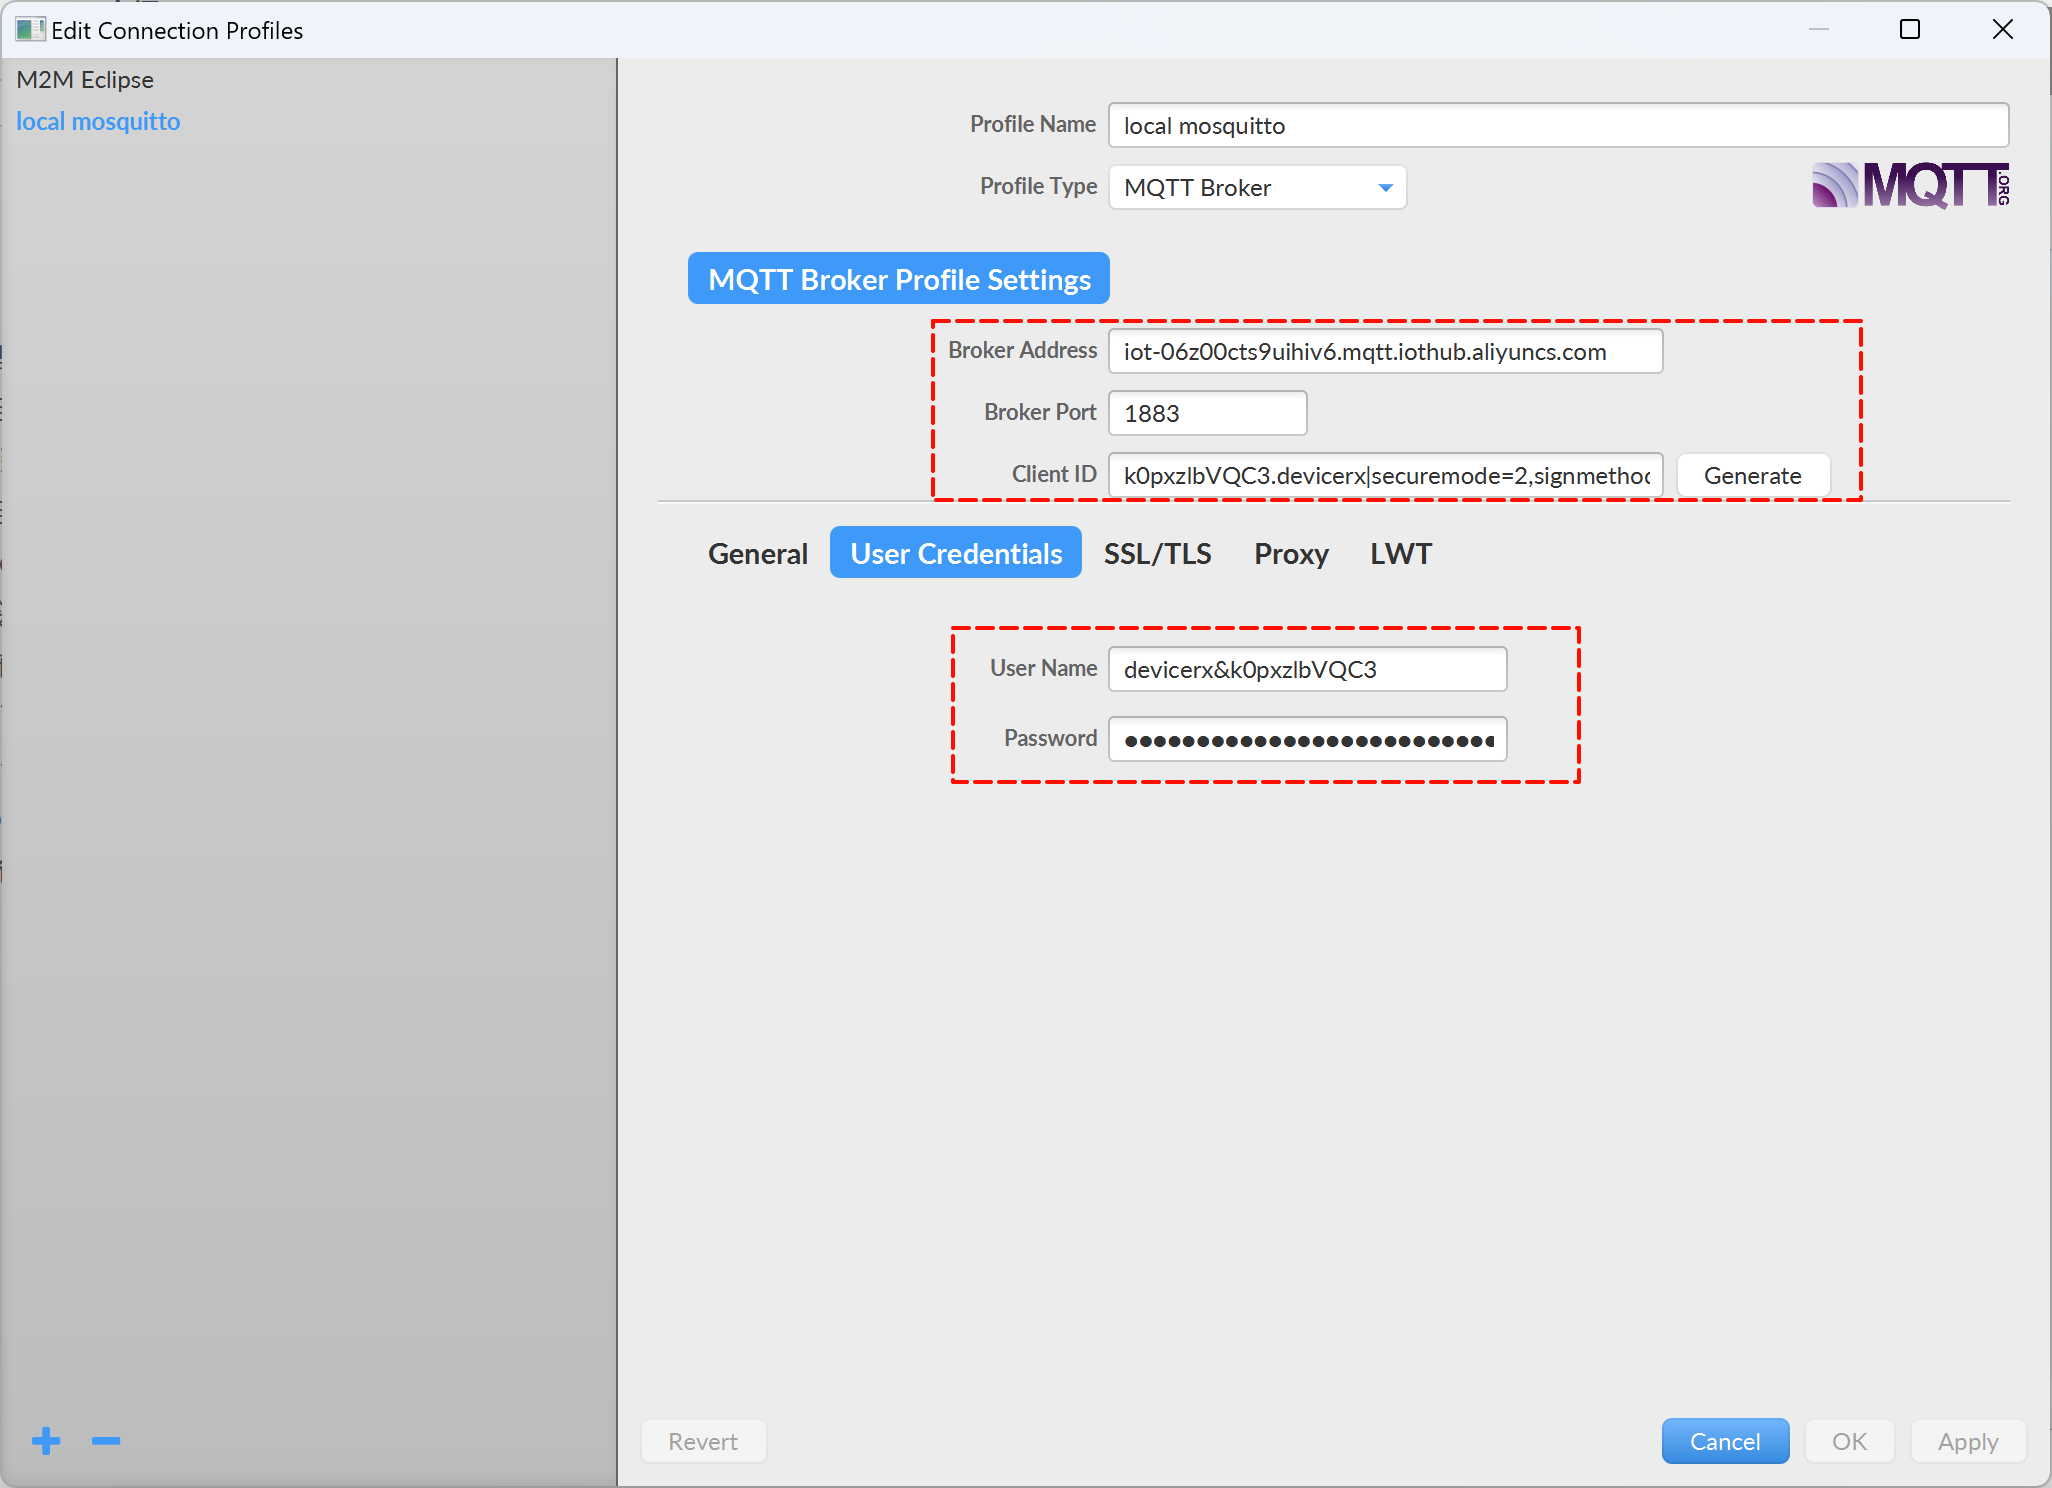 Edit Connection Profiles
M2M Eclipse
local mosquitto
Profile Name local mosquitto
Profile Type MQTT Broker
MQTT.ORG
MQTT Broker Profile Settings
Broker Address iot-06z00cts9uihiv6.mqtt.iothub.aliyuncs.com
Broker Port 1883
Client ID k0pxzlbVQC3.devicerx|securemode=2,signmethod Generate
General User Credentials SSL/TLS Proxy LWT
User Name devicerx&k0pxzlbVQC3
Password ●●●●●●●●●●●●●●●●●●●●●●●●●●
Revert Cancel OK Apply